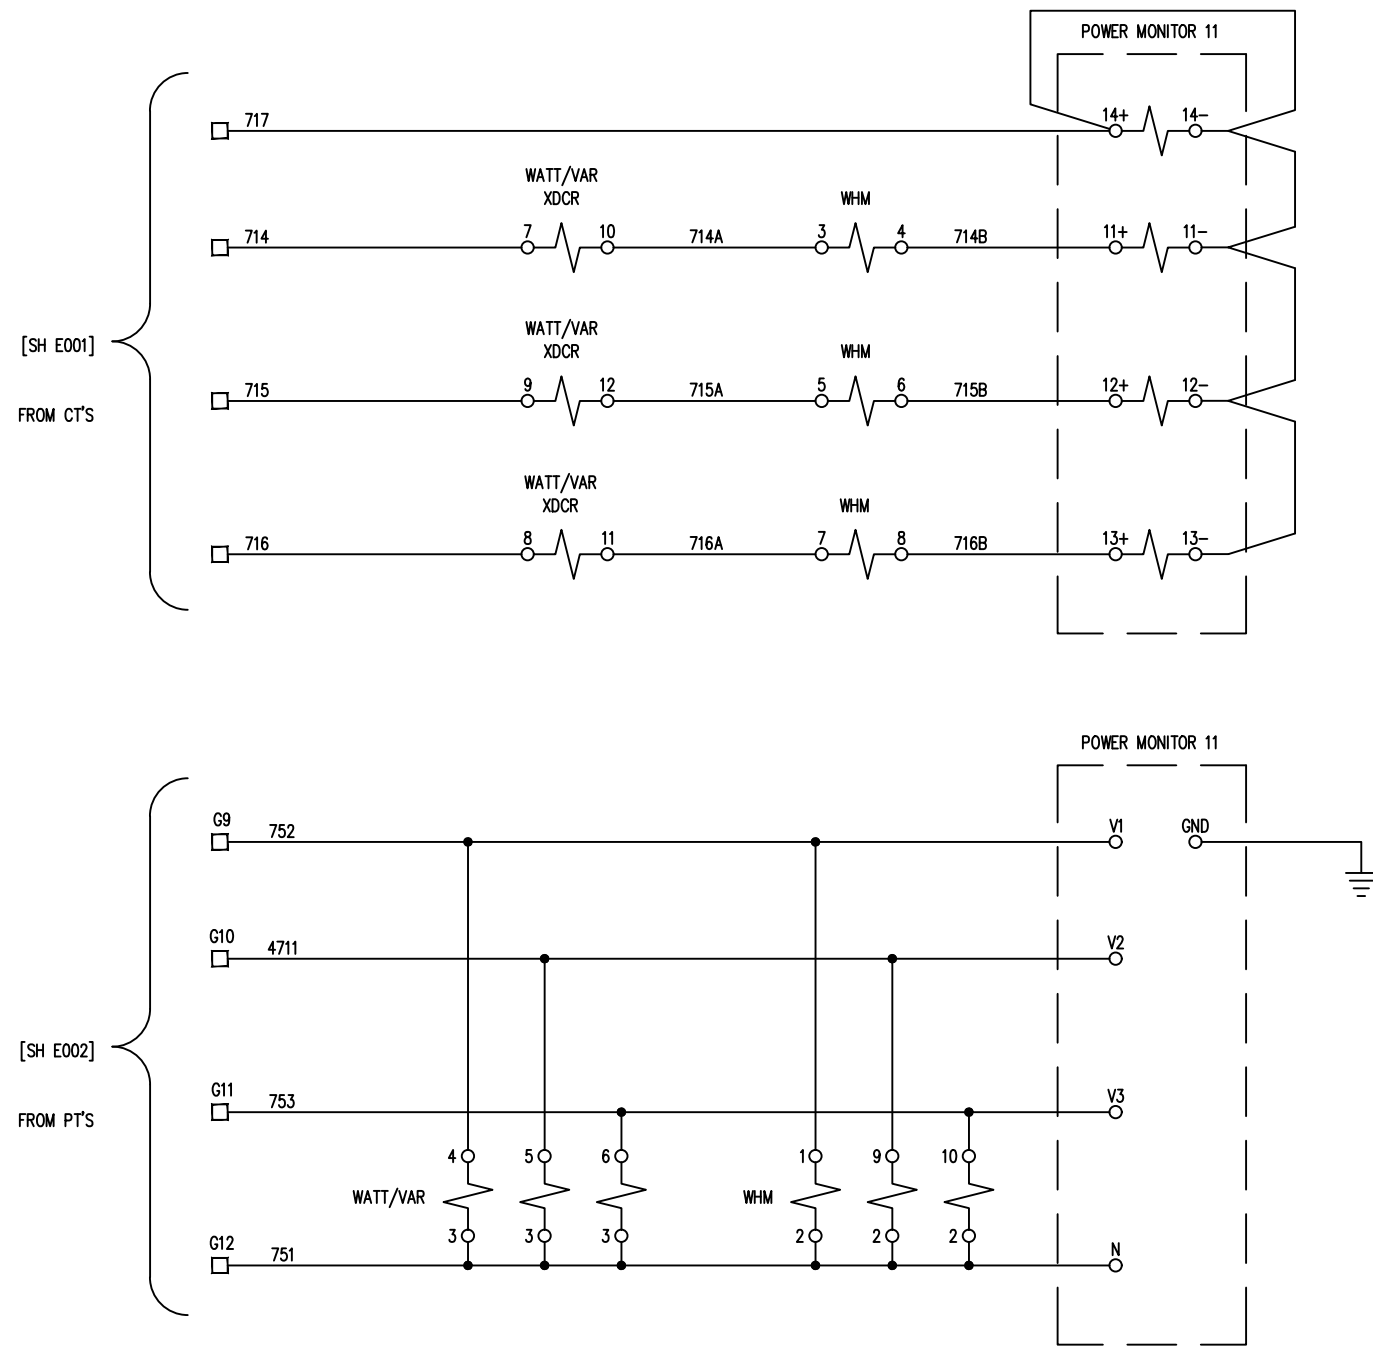 POWER MONITOR 11
717
14+ 14-
WATT/VAR
XDCR
WHM
714
7 10
714A
3 4
714B
11+ 11-
[SH E001]
FROM CT'S
WATT/VAR
XDCR
WHM
715
9 12
715A
5 6
715B
12+ 12-
WATT/VAR
XDCR
WHM
716
8 11
716A
7 8
716B
13+ 13-
POWER MONITOR 11
G9
752
V1
GND
G10
4711
V2
[SH E002]
FROM PT'S
G11
753
V3
4 5 6
1 9 10
WATT/VAR
WHM
3 3 3
2 2 2
G12
751
N